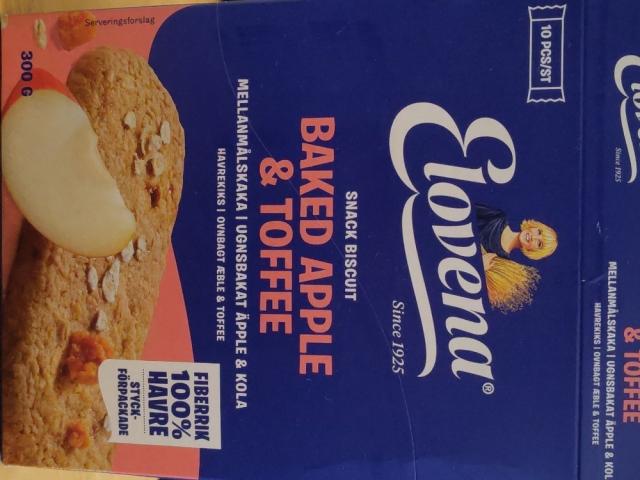 10 PCS/ST
Elovena®
Since 1925
SNACK BISCUIT
BAKED APPLE
& TOFFEE
MELLANMÅLSKAKA | UGNSBAKAT ÄPPLE & KOLA
HAVREKIKS | OVNBAGT ÆBLE & TOFFEE
FIBERRIK
100%
HAVRE
STYCK-
FÖRPACKADE
Serveringsforslag
300 G
Since 1925
& TOFFEE
MELLANMÅLSKAKA | UGNSBAKAT ÄPPLE & KOL
HAVREKIKS | OVNBAGT ÆBLE & TOFFEE